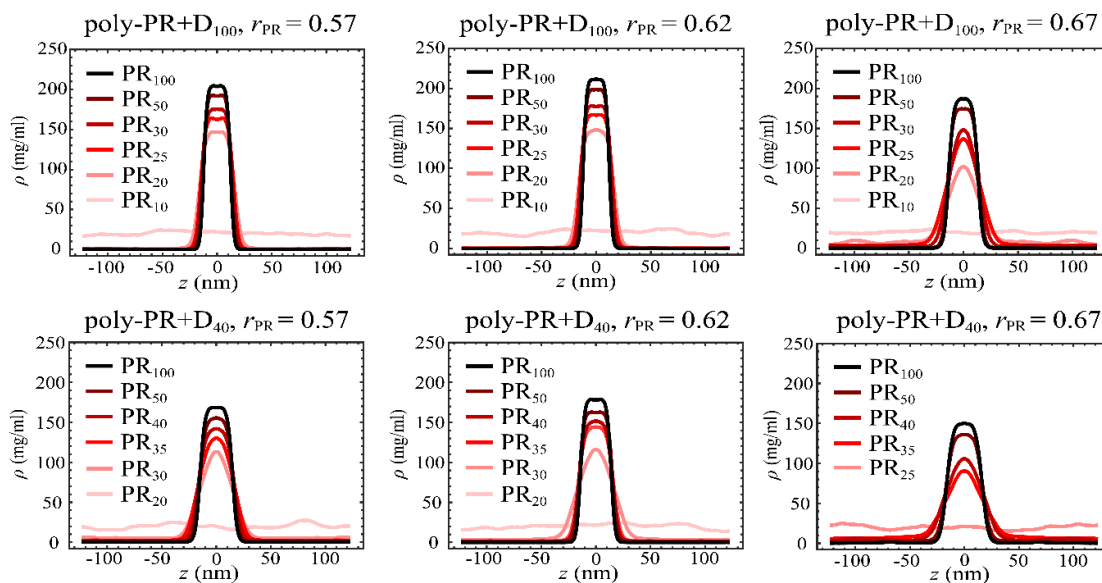 poly-PR+D100, rPR = 0.57
250
200
150
100
50
0
ρ (mg/ml)
PR100
PR50
PR30
PR25
PR20
PR10
-100 -50 0 50 100
z (nm)
poly-PR+D100, rPR = 0.62
250
200
150
100
50
0
ρ (mg/ml)
PR100
PR50
PR30
PR25
PR20
PR10
-100 -50 0 50 100
z (nm)
poly-PR+D100, rPR = 0.67
250
200
150
100
50
0
ρ (mg/ml)
PR100
PR50
PR30
PR25
PR20
PR10
-100 -50 0 50 100
z (nm)
poly-PR+D40, rPR = 0.57
250
200
150
100
50
0
ρ (mg/ml)
PR100
PR50
PR40
PR35
PR30
PR20
-100 -50 0 50 100
z (nm)
poly-PR+D40, rPR = 0.62
250
200
150
100
50
0
ρ (mg/ml)
PR100
PR50
PR40
PR35
PR30
PR20
-100 -50 0 50 100
z (nm)
poly-PR+D40, rPR = 0.67
250
200
150
100
50
0
ρ (mg/ml)
PR100
PR50
PR40
PR35
PR25
-100 -50 0 50 100
z (nm)